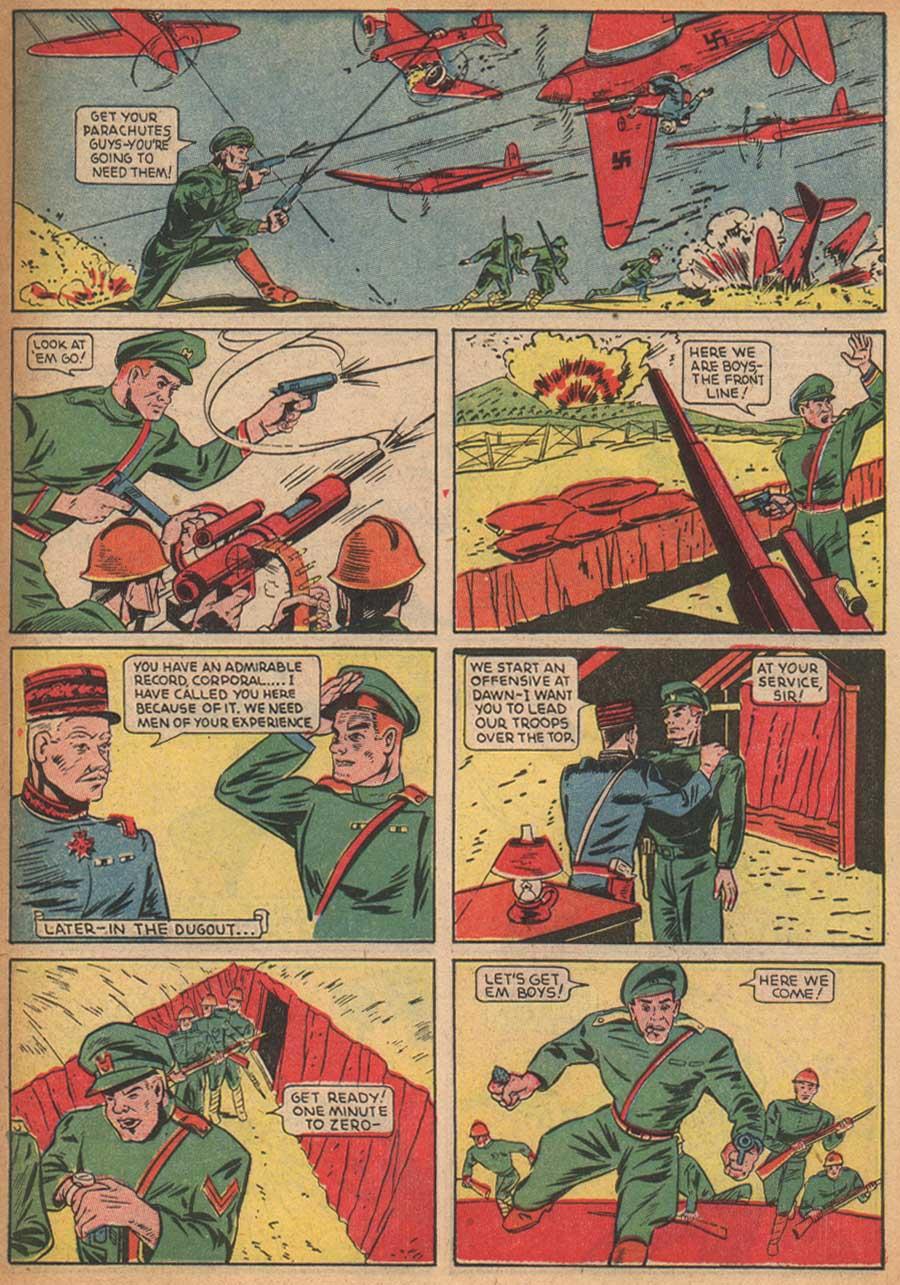 GET YOUR
PARACHUTES
GUYS-YOU'RE
GOING TO
NEED THEM!
LOOK AT
'EM GO!
HERE WE
ARE BOYS-
THE FRONT
LINE!
YOU HAVE AN ADMIRABLE
RECORD, CORPORAL.... I
HAVE CALLED YOU HERE
BECAUSE OF IT. WE NEED
MEN OF YOUR EXPERIENCE
LATER-IN THE DUGOUT...
WE START AN
OFFENSIVE AT
DAWN-I WANT
YOU TO LEAD
OUR TROOPS
OVER THE TOP.
AT YOUR
SERVICE,
SIR!
GET READY!
ONE MINUTE
TO ZERO-
LET'S GET
EM BOYS!
HERE WE
COME!